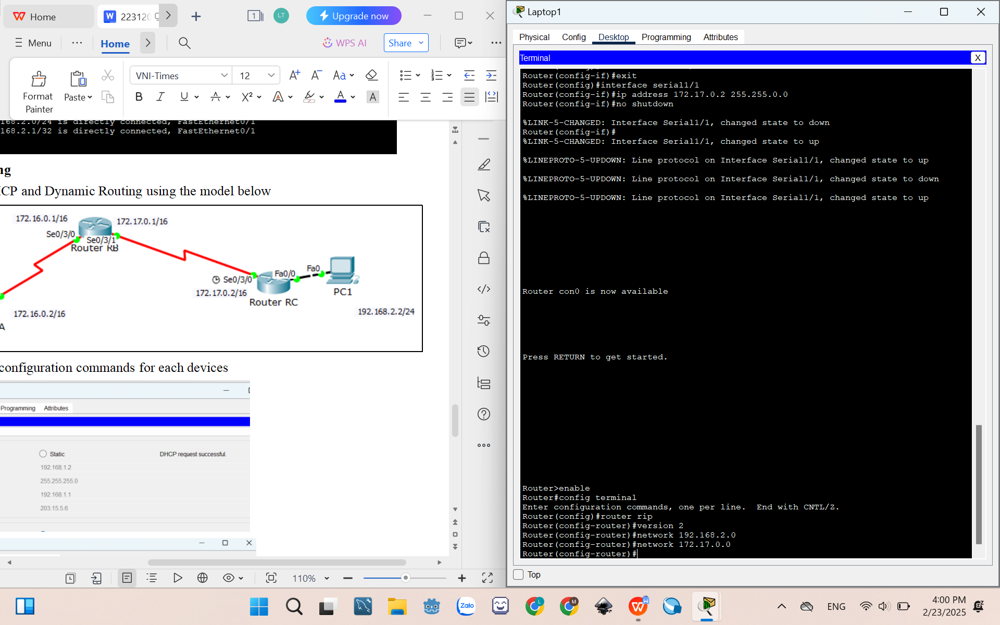 Home
W 22312
1
LT
Upgrade now
Menu
Home
WPS AI
Share
Format
Painter
Paste
VNI-Times
12
168.2.0/24 is directly connected, FastEthernet0/1
168.2.1/32 is directly connected, FastEthernet0/1
ng
CP and Dynamic Routing using the model below
172.16.0.1/16
172.17.0.1/16
Se0/3/0
Se0/3/1
Router RB
Fa0/0
Fa0
Se0/3/0
172.17.0.2/16
PC1
Router RC
172.16.0.2/16
192.168.2.2/24
A
configuration commands for each devices
Programming Attributes
Static
DHCP request successful.
192.168.1.2
255.255.255.0
192.168.1.1
203.15.5.6
110%
Laptop1
Physical Config Desktop Programming Attributes
Terminal
X
Router(config-if)#exit
Router(config)#interface serial1/1
Router(config-if)#ip address 172.17.0.2 255.255.0.0
Router(config-if)#no shutdown
%LINK-5-CHANGED: Interface Serial1/1, changed state to down
Router(config-if)#
%LINK-5-CHANGED: Interface Serial1/1, changed state to up
%LINEPROTO-5-UPDOWN: Line protocol on Interface Serial1/1, changed state to up
%LINEPROTO-5-UPDOWN: Line protocol on Interface Serial1/1, changed state to down
%LINEPROTO-5-UPDOWN: Line protocol on Interface Serial1/1, changed state to up
Router con0 is now available
Press RETURN to get started.
Router>enable
Router#config terminal
Enter configuration commands, one per line.  End with CNTL/Z.
Router(config)#router rip
Router(config-router)#version 2
Router(config-router)#network 192.168.2.0
Router(config-router)#network 172.17.0.0
Router(config-router)#
Top
Zalo
L
M
ENG
4:00 PM
2/23/2025